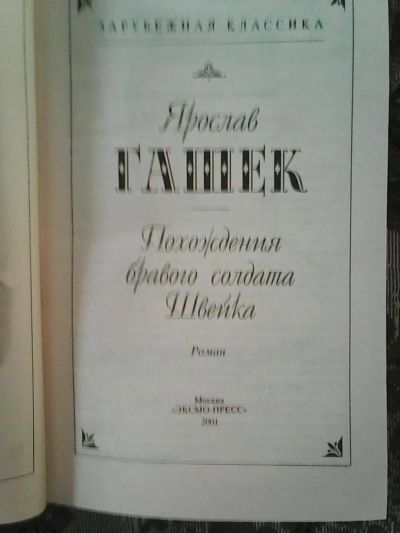 ЗАРУБЕЖНАЯ КЛАССИКА
Ярослав
ГАШЕК
Похождения
бравого солдата
Швейка
Роман
Москва
«ЭКСМО-ПРЕСС»
2001